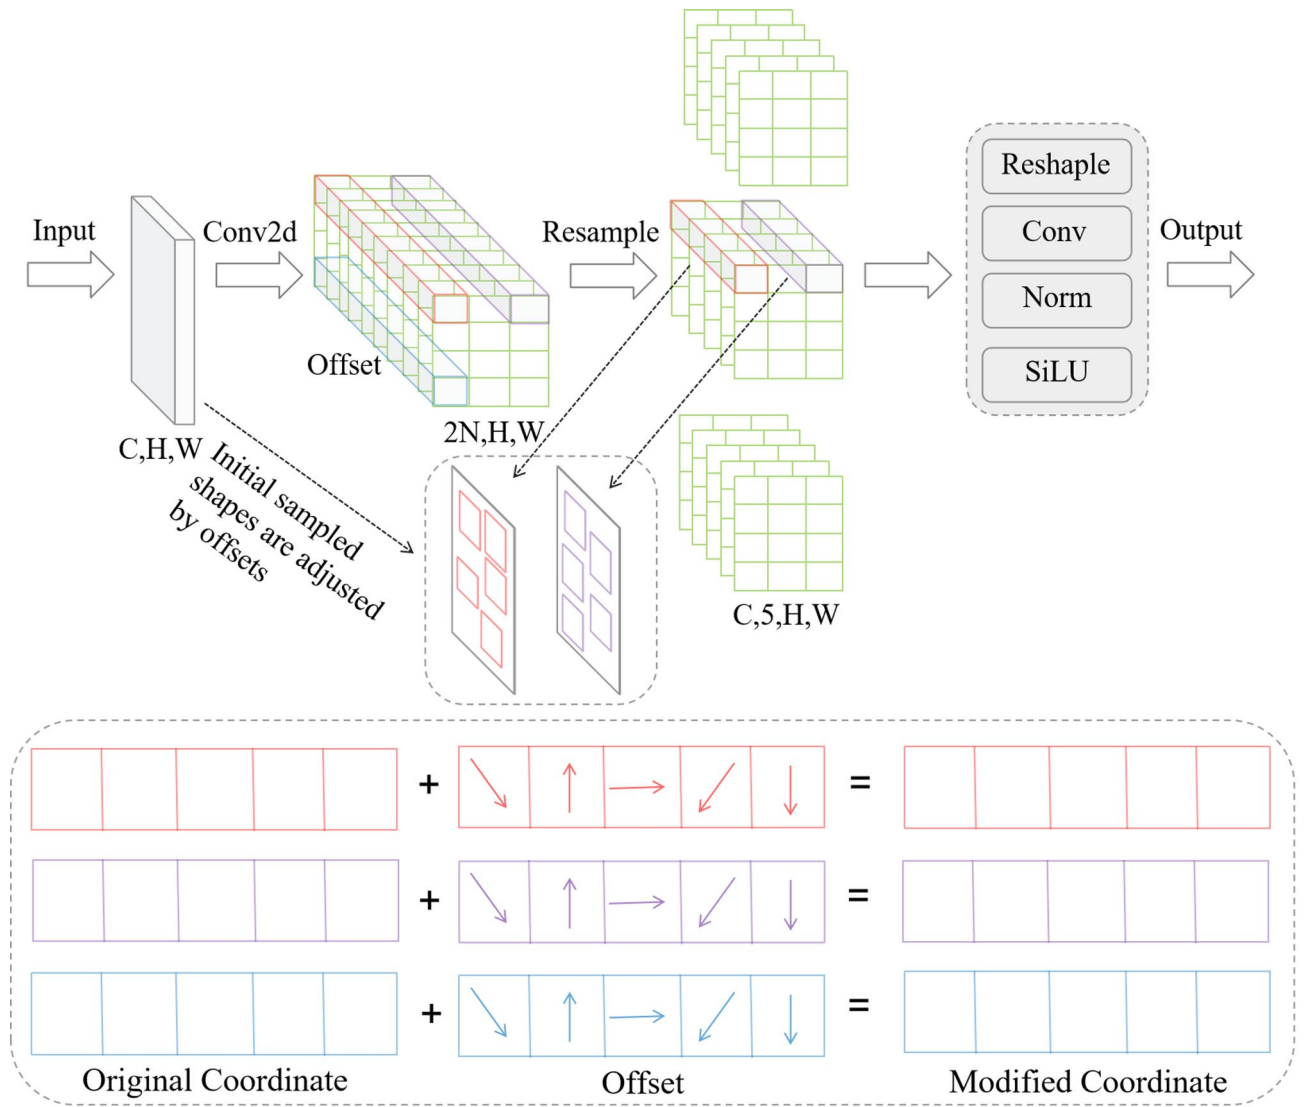 Input
Conv2d
Resample
Reshaple
Conv
Norm
SiLU
Output
Offset
C,H,W
2N,H,W
Initial sampled
shapes are adjusted
by offsets
C,5,H,W
+
=
+
=
+
=
Original Coordinate
Offset
Modified Coordinate